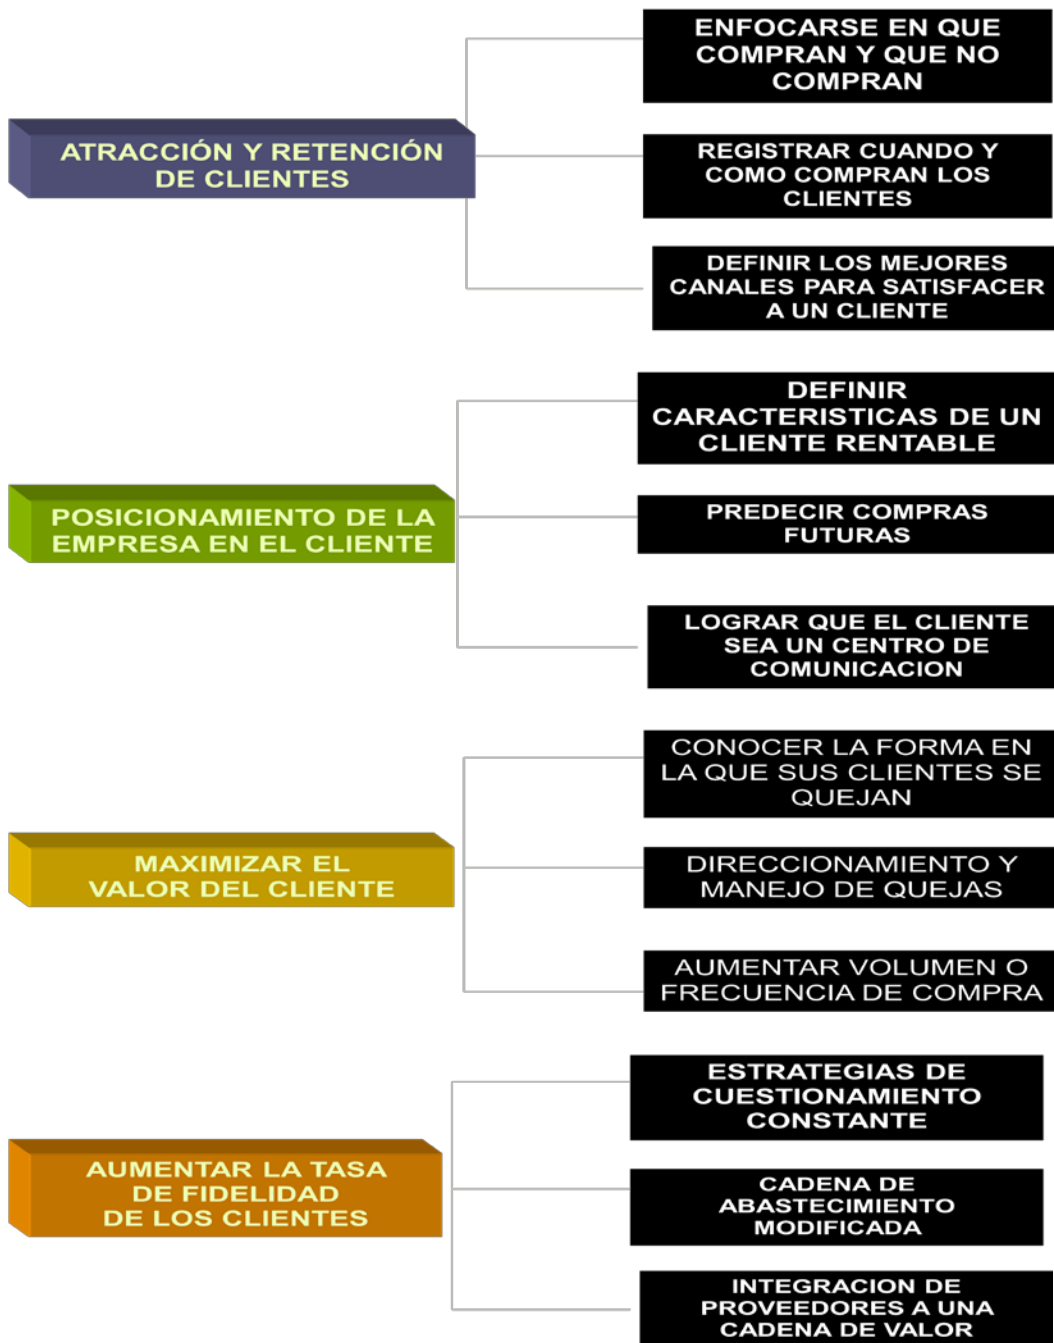 ATRACCIÓN Y RETENCIÓN
DE CLIENTES
ENFOCARSE EN QUE
COMPRAN Y QUE NO
COMPRAN
REGISTRAR CUANDO Y
COMO COMPRAN LOS
CLIENTES
DEFINIR LOS MEJORES
CANALES PARA SATISFACER
A UN CLIENTE
POSICIONAMIENTO DE LA
EMPRESA EN EL CLIENTE
DEFINIR
CARACTERISTICAS DE UN
CLIENTE RENTABLE
PREDECIR COMPRAS
FUTURAS
LOGRAR QUE EL CLIENTE
SEA UN CENTRO DE
COMUNICACION
MAXIMIZAR EL
VALOR DEL CLIENTE
CONOCER LA FORMA EN
LA QUE SUS CLIENTES SE
QUEJAN
DIRECCIONAMIENTO Y
MANEJO DE QUEJAS
AUMENTAR VOLUMEN O
FRECUENCIA DE COMPRA
AUMENTAR LA TASA
DE FIDELIDAD
DE LOS CLIENTES
ESTRATEGIAS DE
CUESTIONAMIENTO
CONSTANTE
CADENA DE
ABASTECIMIENTO
MODIFICADA
INTEGRACION DE
PROVEEDORES A UNA
CADENA DE VALOR